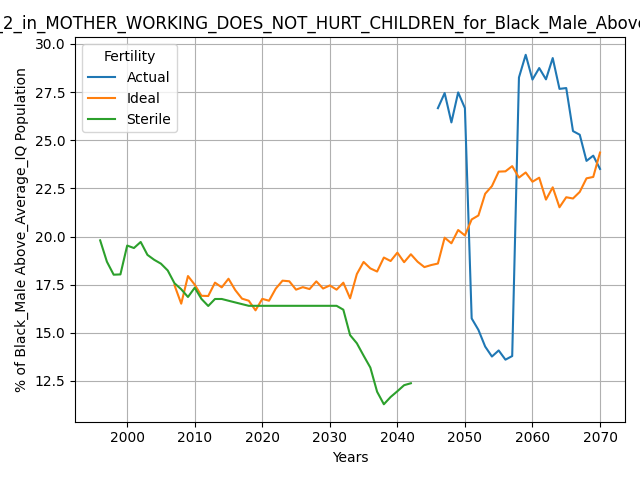 _2_in_MOTHER_WORKING_DOES_NOT_HURT_CHILDREN_for_Black_Male_Above
30.0
27.5
25.0
22.5
20.0
17.5
15.0
12.5
% of Black_Male Above_Average_IQ Population
Fertility
Actual
Ideal
Sterile
2000 2010 2020 2030 2040 2050 2060 2070
Years